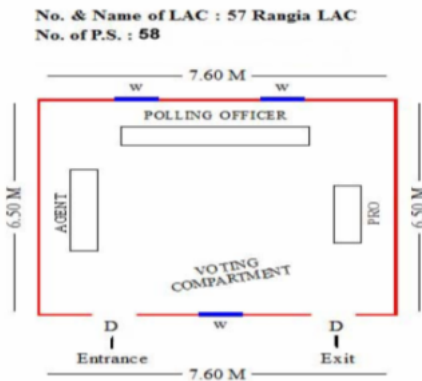 No. & Name of LAC : 57 Rangia LAC
No. of P.S. : 58
7.60 M
W W
POLLING OFFICER
6.50 M
AGENT
PRO
6.50 M
VOTING
COMPARTMENT
D W D
Entrance Exit
7.60 M